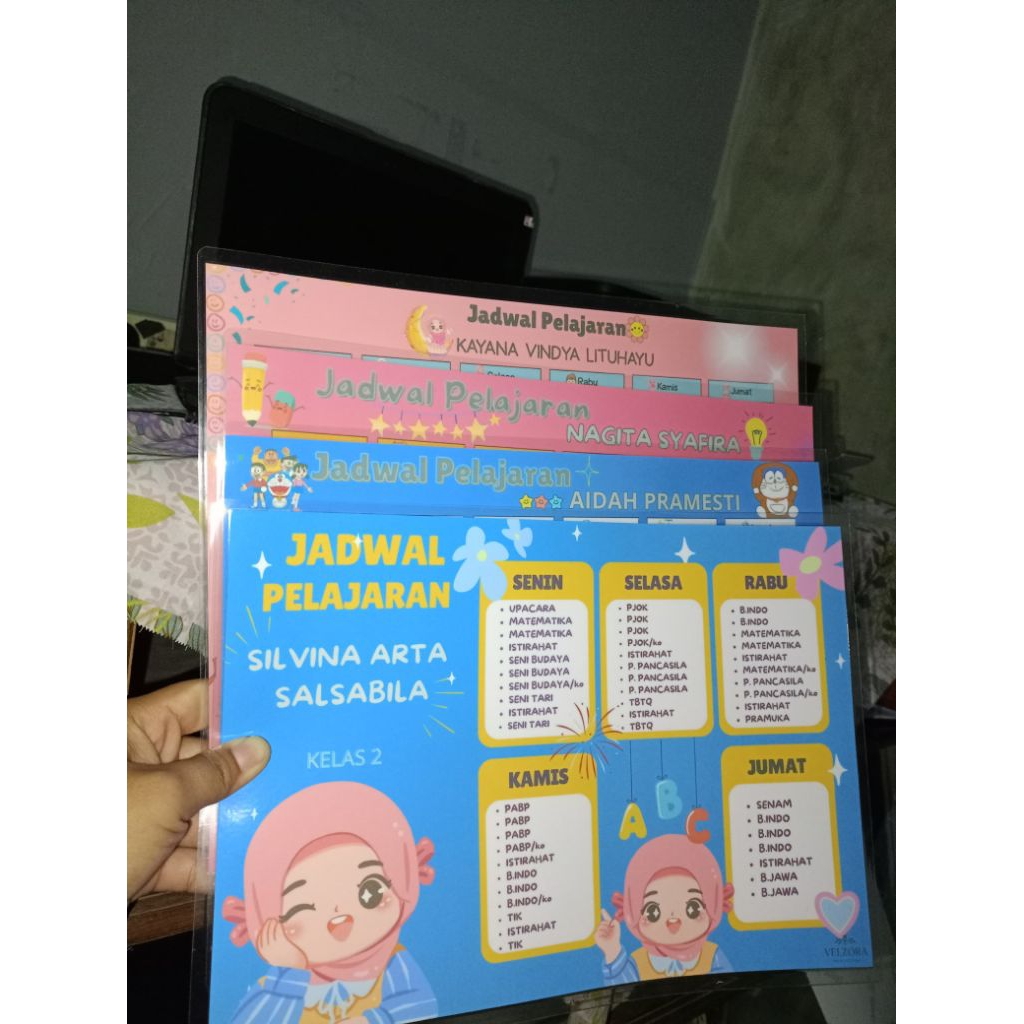 Jadwal Pelajaran
KAYANA VINDYA LITUHAYU
Rabu
Kamis
Jumat
Jadwal Pelajaran
NAGITA SYAFIRA
Jadwal Pelajaran
AIDAH PRAMESTI
JADWAL
PELAJARAN
SILVINA ARTA
SALSABILA
KELAS 2
SENIN
• UPACARA
• MATEMATIKA
• MATEMATIKA
• ISTIRAHAT
• SENI BUDAYA
• SENI BUDAYA
• SENI BUDAYA/ko
• SENI TARI
• ISTIRAHAT
• SENI TARI
SELASA
• PJOK
• PJOK
• PJOK
• PJOK/ko
• ISTIRAHAT
• P. PANCASILA
• P. PANCASILA
• P. PANCASILA
• TBTQ
• ISTIRAHAT
• TBTQ
RABU
• B.INDO
• B.INDO
• MATEMATIKA
• MATEMATIKA
• ISTIRAHAT
• MATEMATIKA/ko
• P. PANCASILA
• P. PANCASILA/ko
• ISTIRAHAT
• PRAMUKA
KAMIS
• PABP
• PABP
• PABP
• PABP/ko
• ISTIRAHAT
• B.INDO
• B.INDO
• B.INDO/ko
• TIK
• ISTIRAHAT
• TIK
A B C
JUMAT
• SENAM
• B.INDO
• B.INDO
• B.INDO
• ISTIRAHAT
• B.JAWA
• B.JAWA
VELZORA